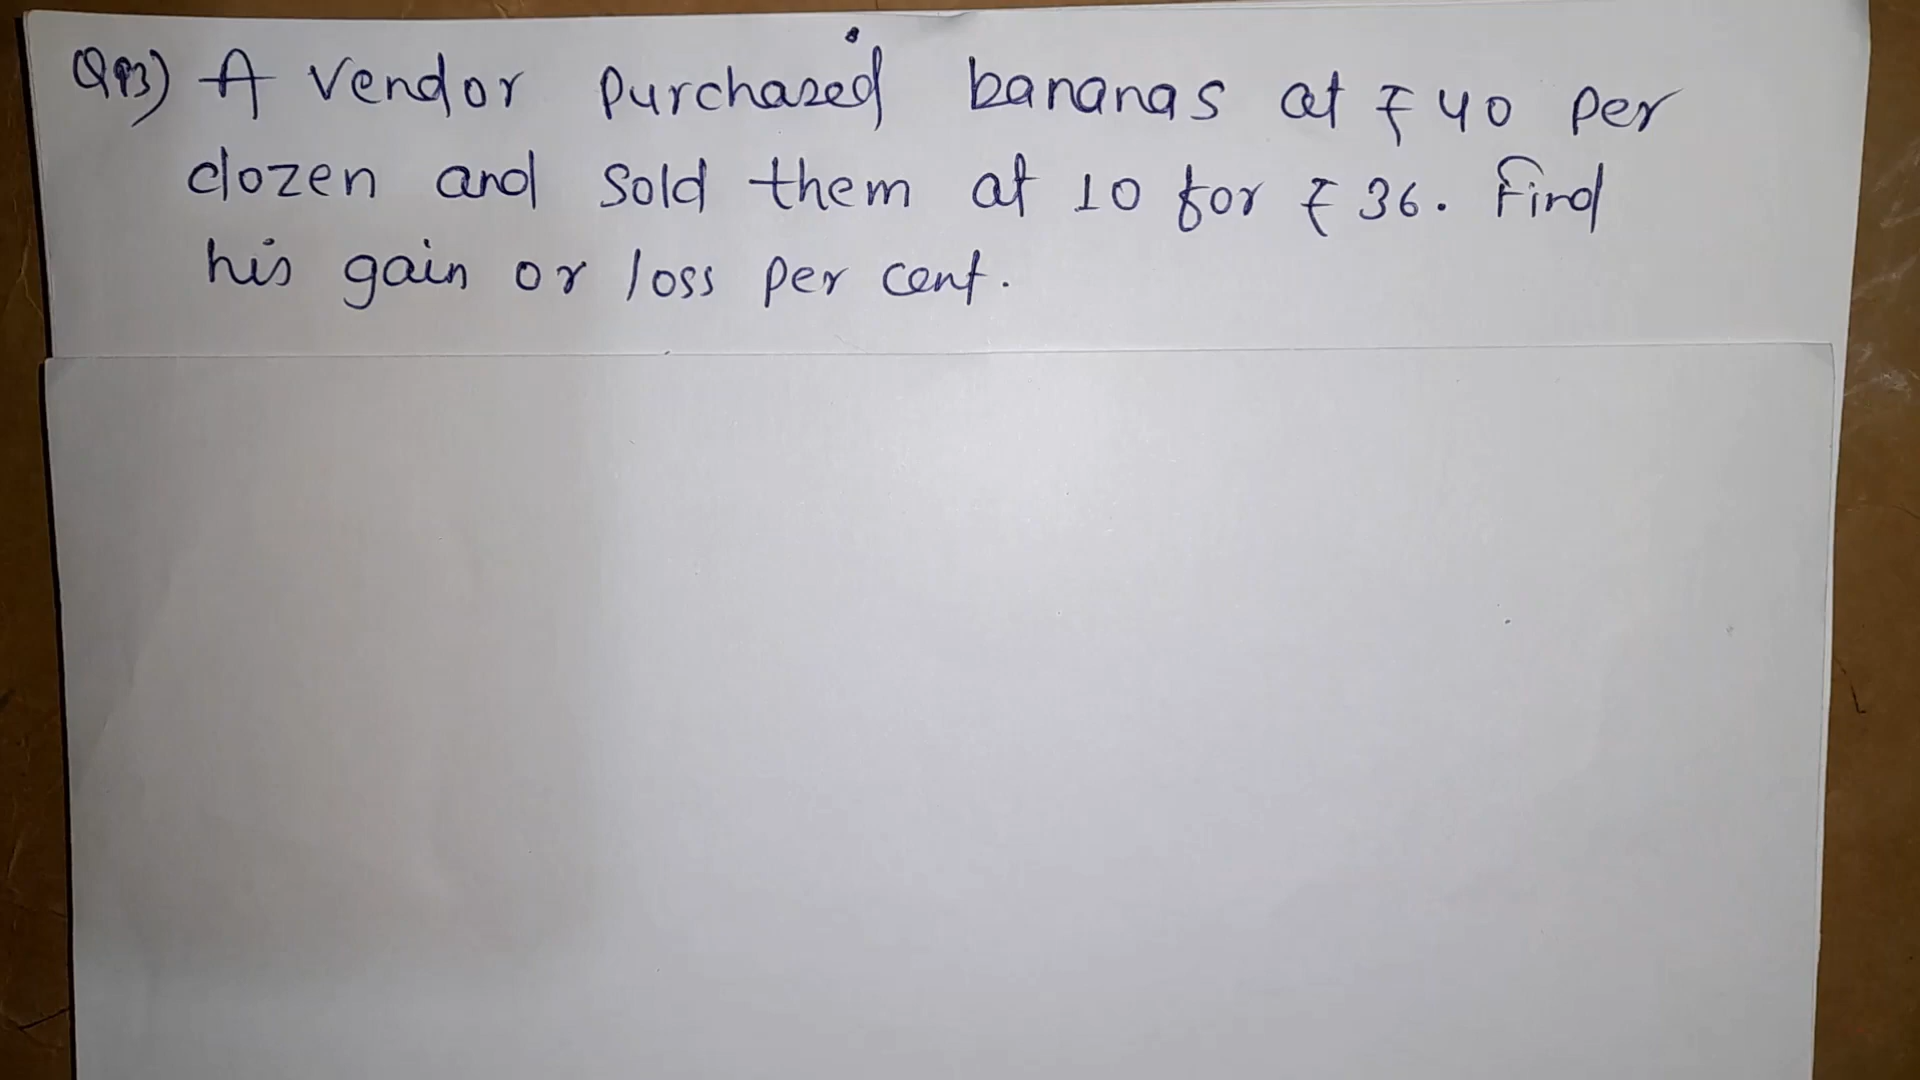 Q93) A vendor purchased bananas at ₹ 40 per
dozen and sold them at 10 for ₹ 36. Find
his gain or loss per cent.